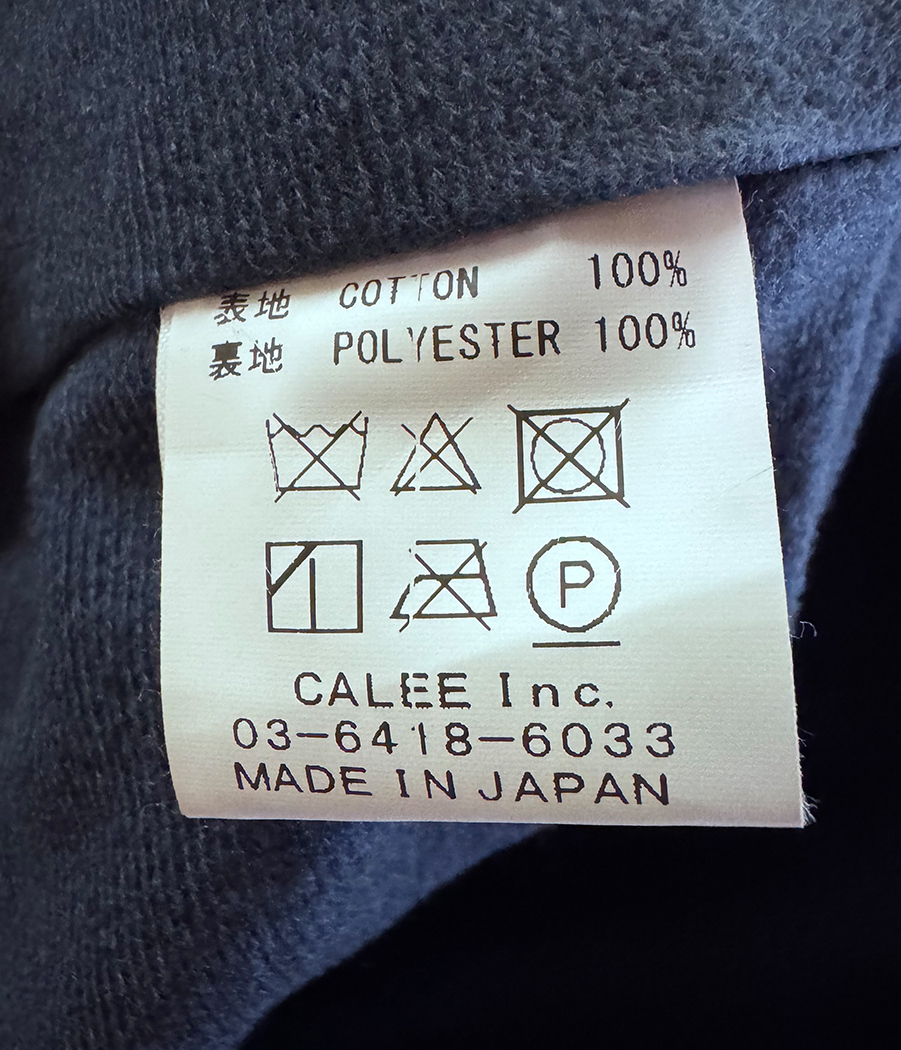 表地 COTTON 100%
裏地 POLYESTER 100%
P
CALEE Inc.
03-6418-6033
MADE IN JAPAN